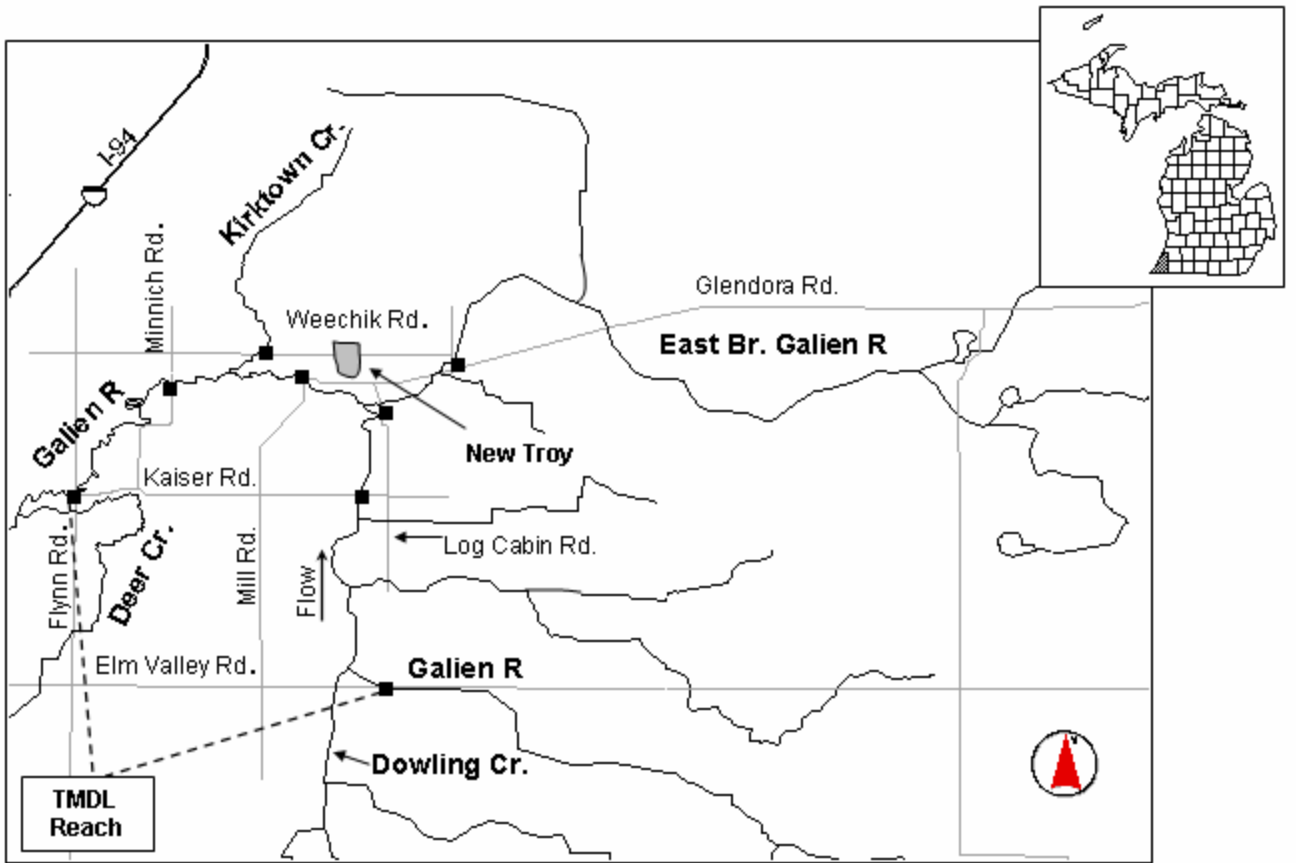 I-94
Kirktown Cr.
Minnich Rd.
Weechik Rd.
Glendora Rd.
East Br. Galien R
Galien R
New Troy
Kaiser Rd.
Flynn Rd.
Deer Cr.
Mill Rd.
Flow
Log Cabin Rd.
Elm Valley Rd.
Galien R
Dowling Cr.
TMDL
Reach
N